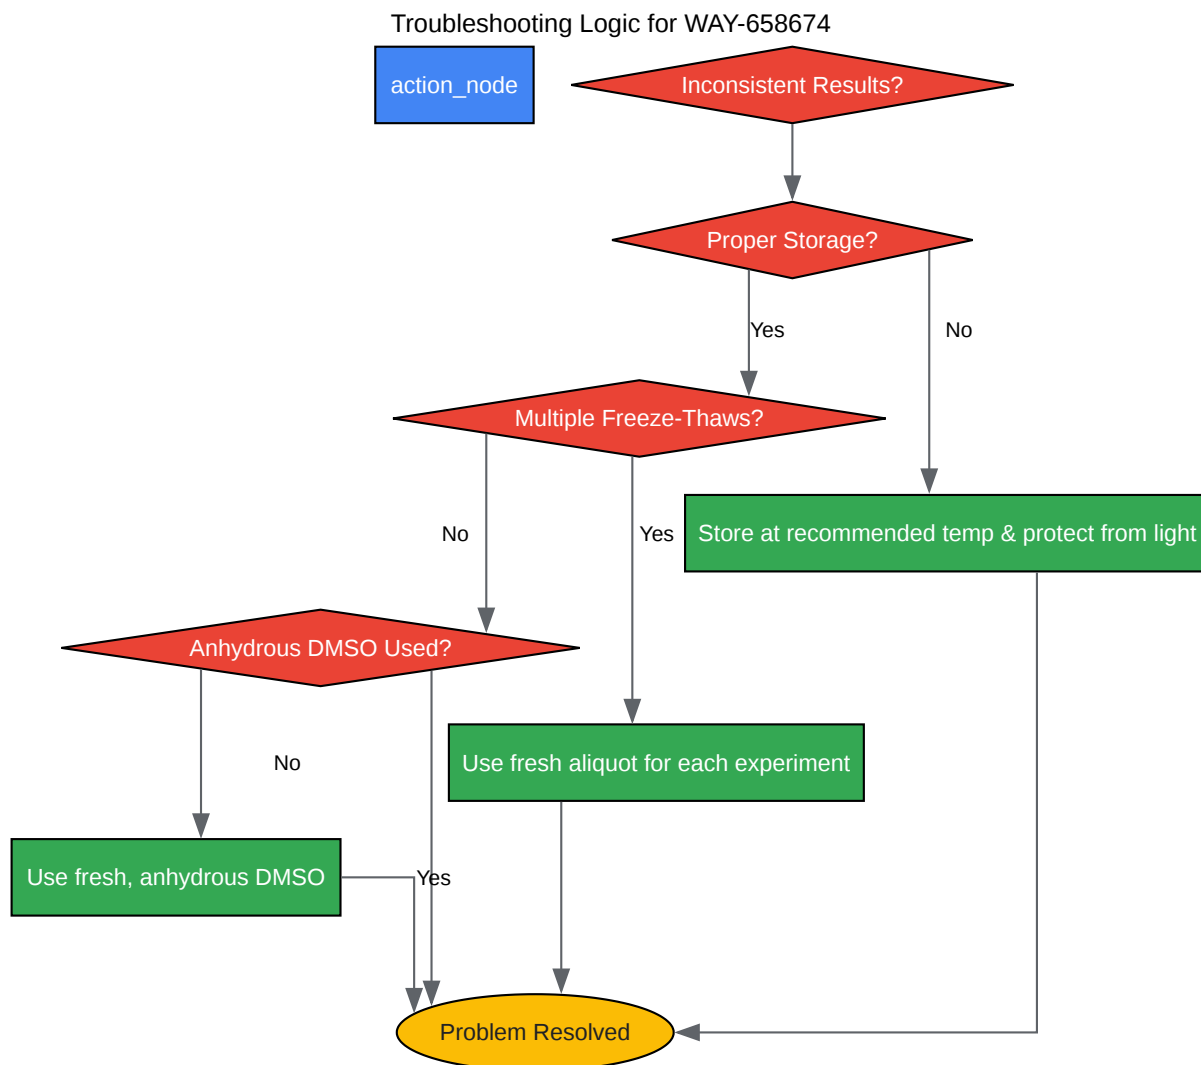 Troubleshooting Logic for WAY-658674
action_node
Inconsistent Results?
Proper Storage?
Yes
No
Multiple Freeze-Thaws?
No
Yes
Store at recommended temp & protect from light
Anhydrous DMSO Used?
No
Use fresh aliquot for each experiment
Use fresh, anhydrous DMSO
Yes
Problem Resolved